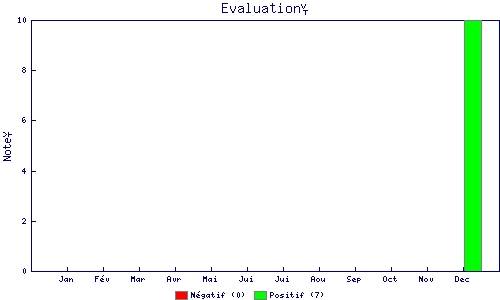 Evaluation¥
10
8
6
4
2
0
Note¥
Jan Fév Mar Avr Mai Jui Jui Aou Sep Oct Nov Dec
Négatif (0) Positif (7)